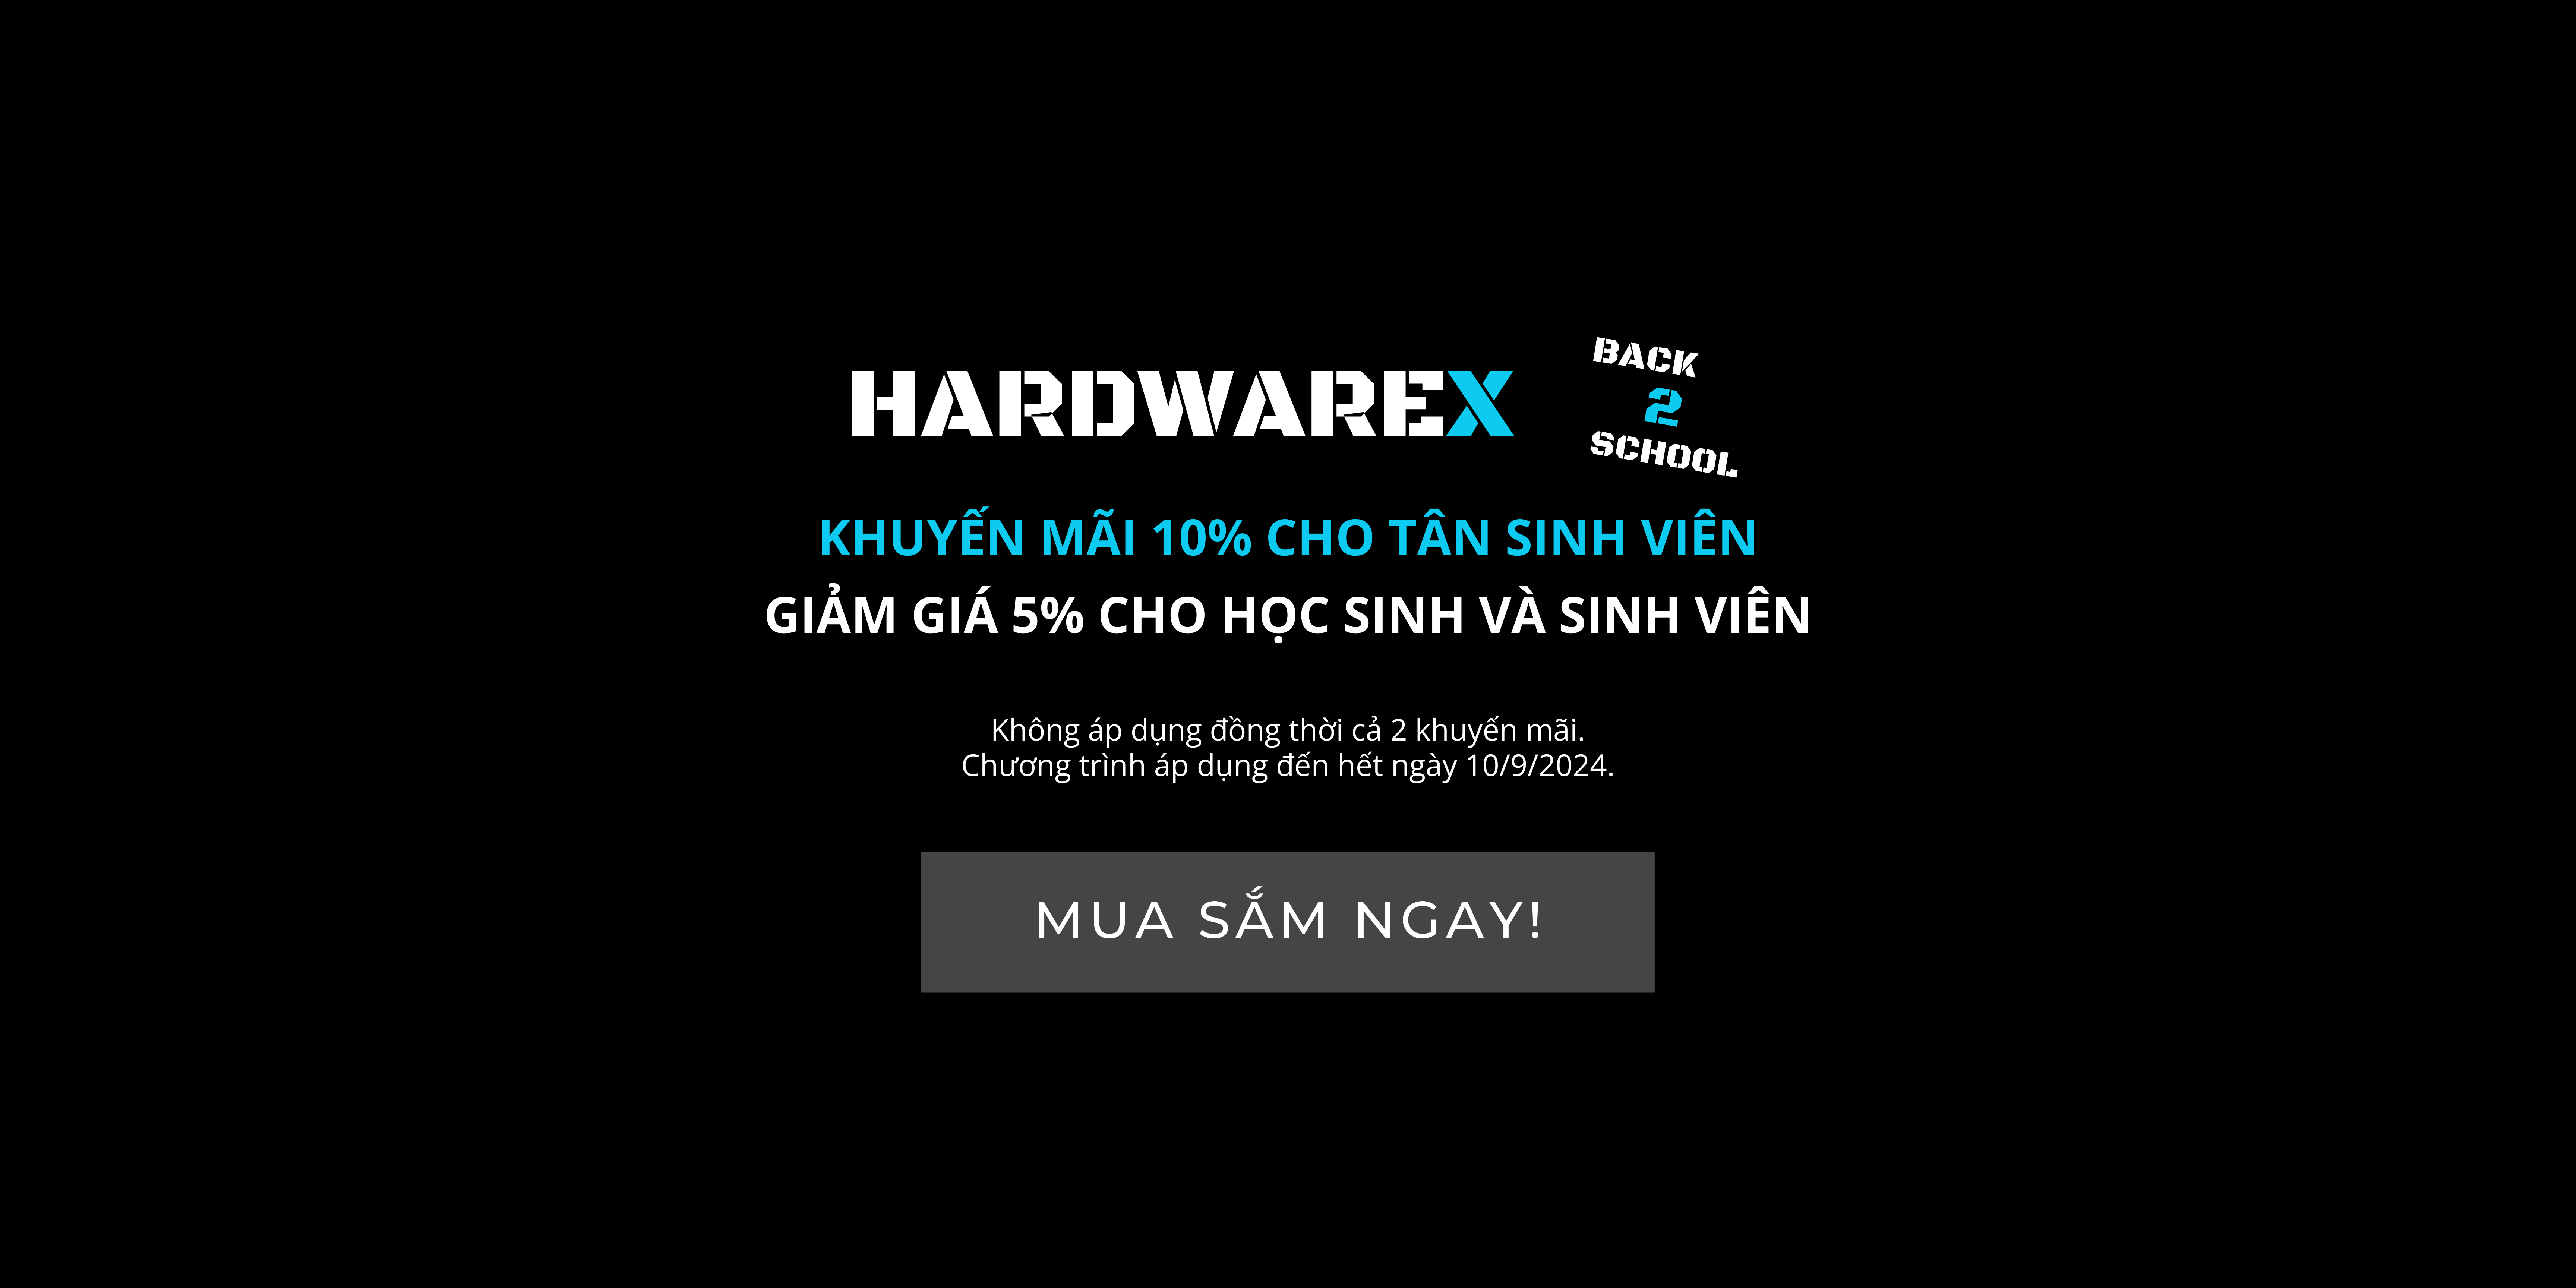 HARDWAREX
BACK
2
SCHOOL
KHUYẾN MÃI 10% CHO TÂN SINH VIÊN
GIẢM GIÁ 5% CHO HỌC SINH VÀ SINH VIÊN
Không áp dụng đồng thời cả 2 khuyến mãi.
Chương trình áp dụng đến hết ngày 10/9/2024.
MUA SẮM NGAY!